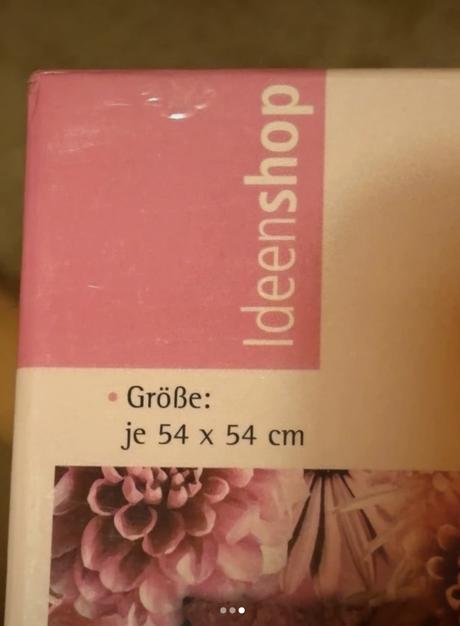 Ideenshop
• Größe:
je 54 x 54 cm